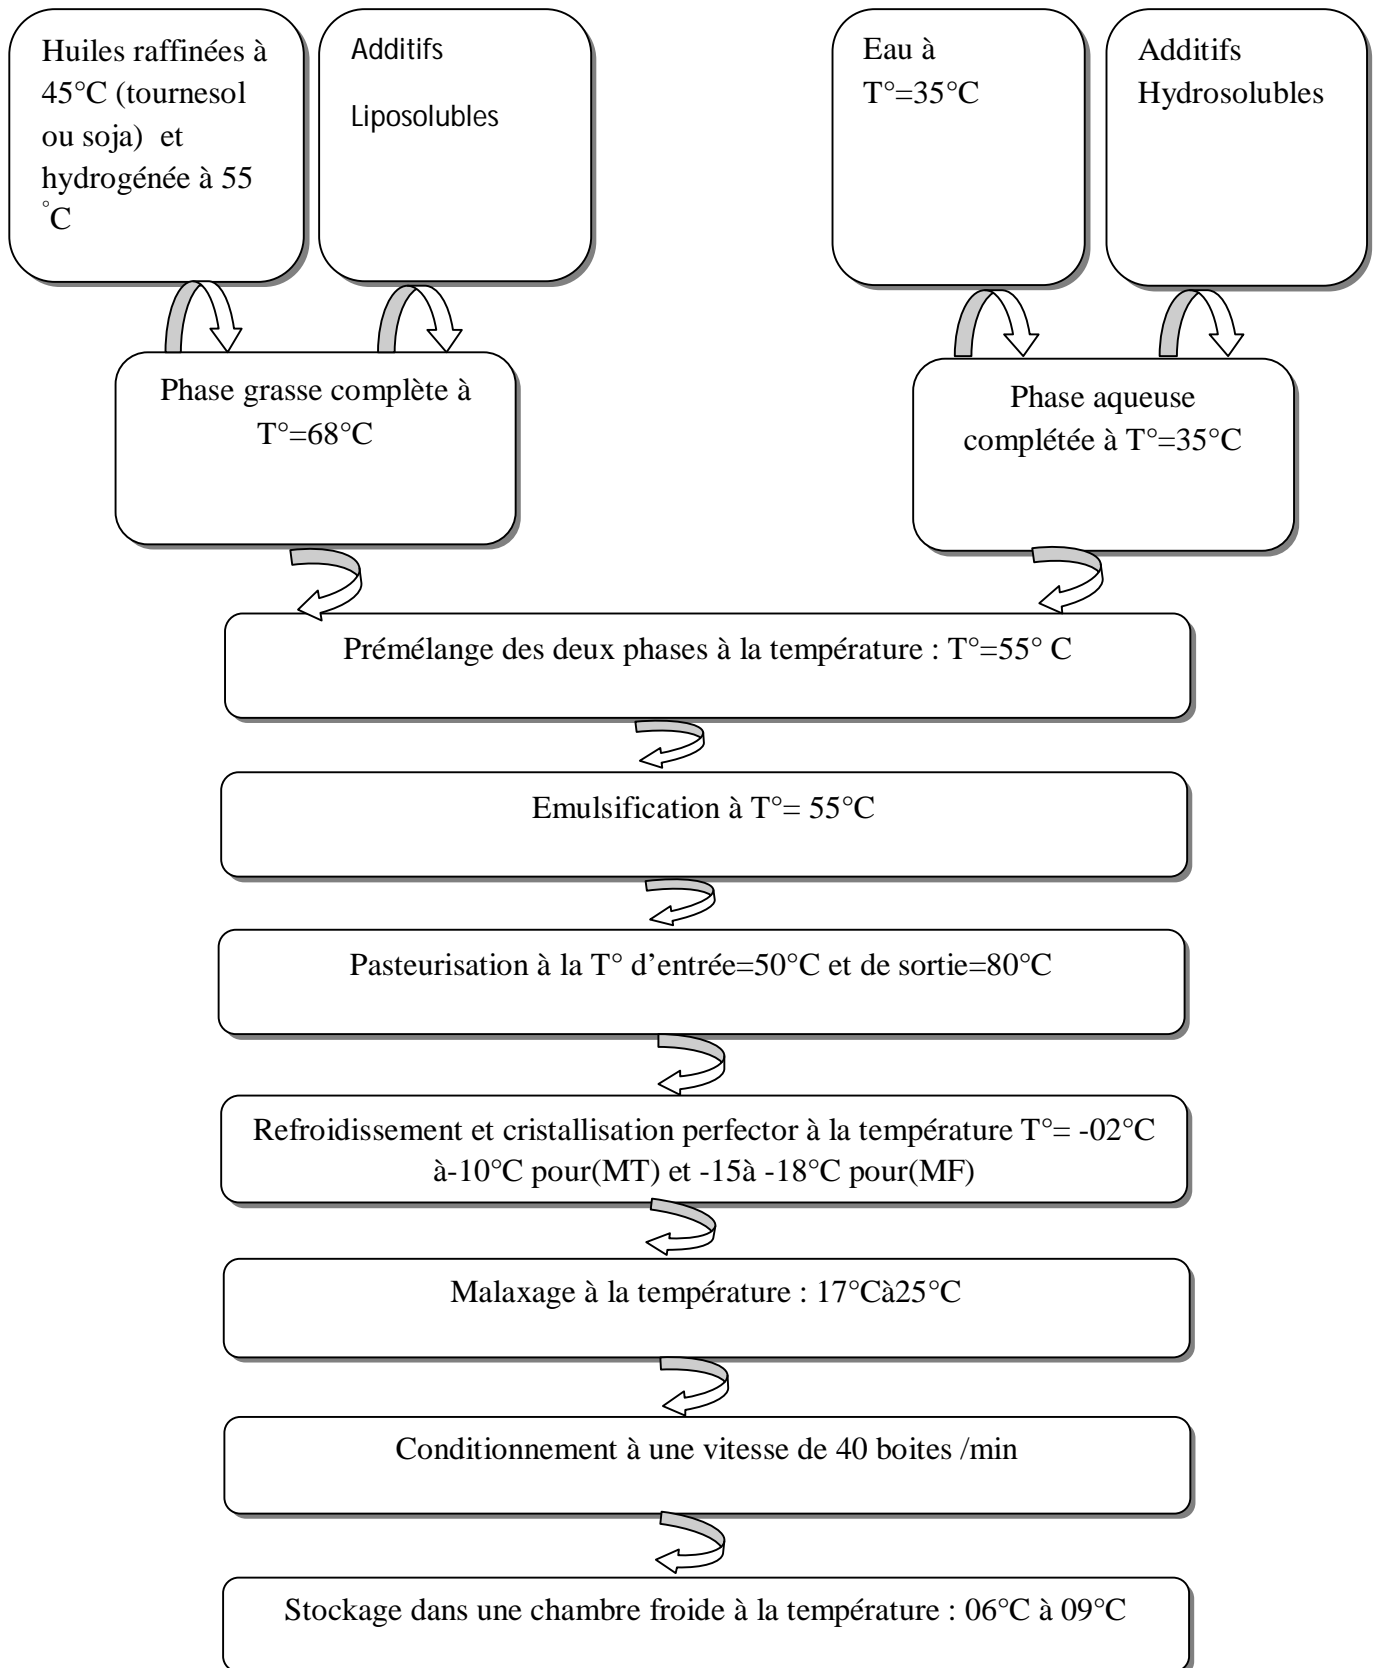 Huiles raffinées à
45°C (tournesol
ou soja)  et
hydrogénée à 55
°C
Additifs
Liposolubles
Eau à
T°=35°C
Additifs
Hydrosolubles
Phase grasse complète à
T°=68°C
Phase aqueuse
complétée à T°=35°C
Prémélange des deux phases à la température : T°=55° C
Emulsification à T°= 55°C
Pasteurisation à la T° d’entrée=50°C et de sortie=80°C
Refroidissement et cristallisation perfector à la température T°= -02°C
à-10°C pour(MT) et -15à -18°C pour(MF)
Malaxage à la température : 17°Cà25°C
Conditionnement à une vitesse de 40 boites /min
Stockage dans une chambre froide à la température : 06°C à 09°C